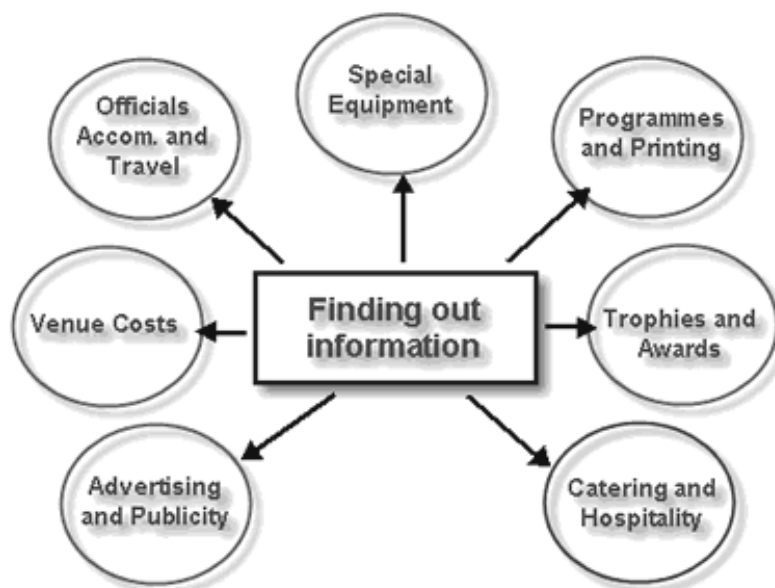 Special
Equipment
Officials
Accom. and
Travel
Programmes
and Printing
Venue Costs
Finding out
information
Trophies and
Awards
Advertising
and Publicity
Catering and
Hospitality